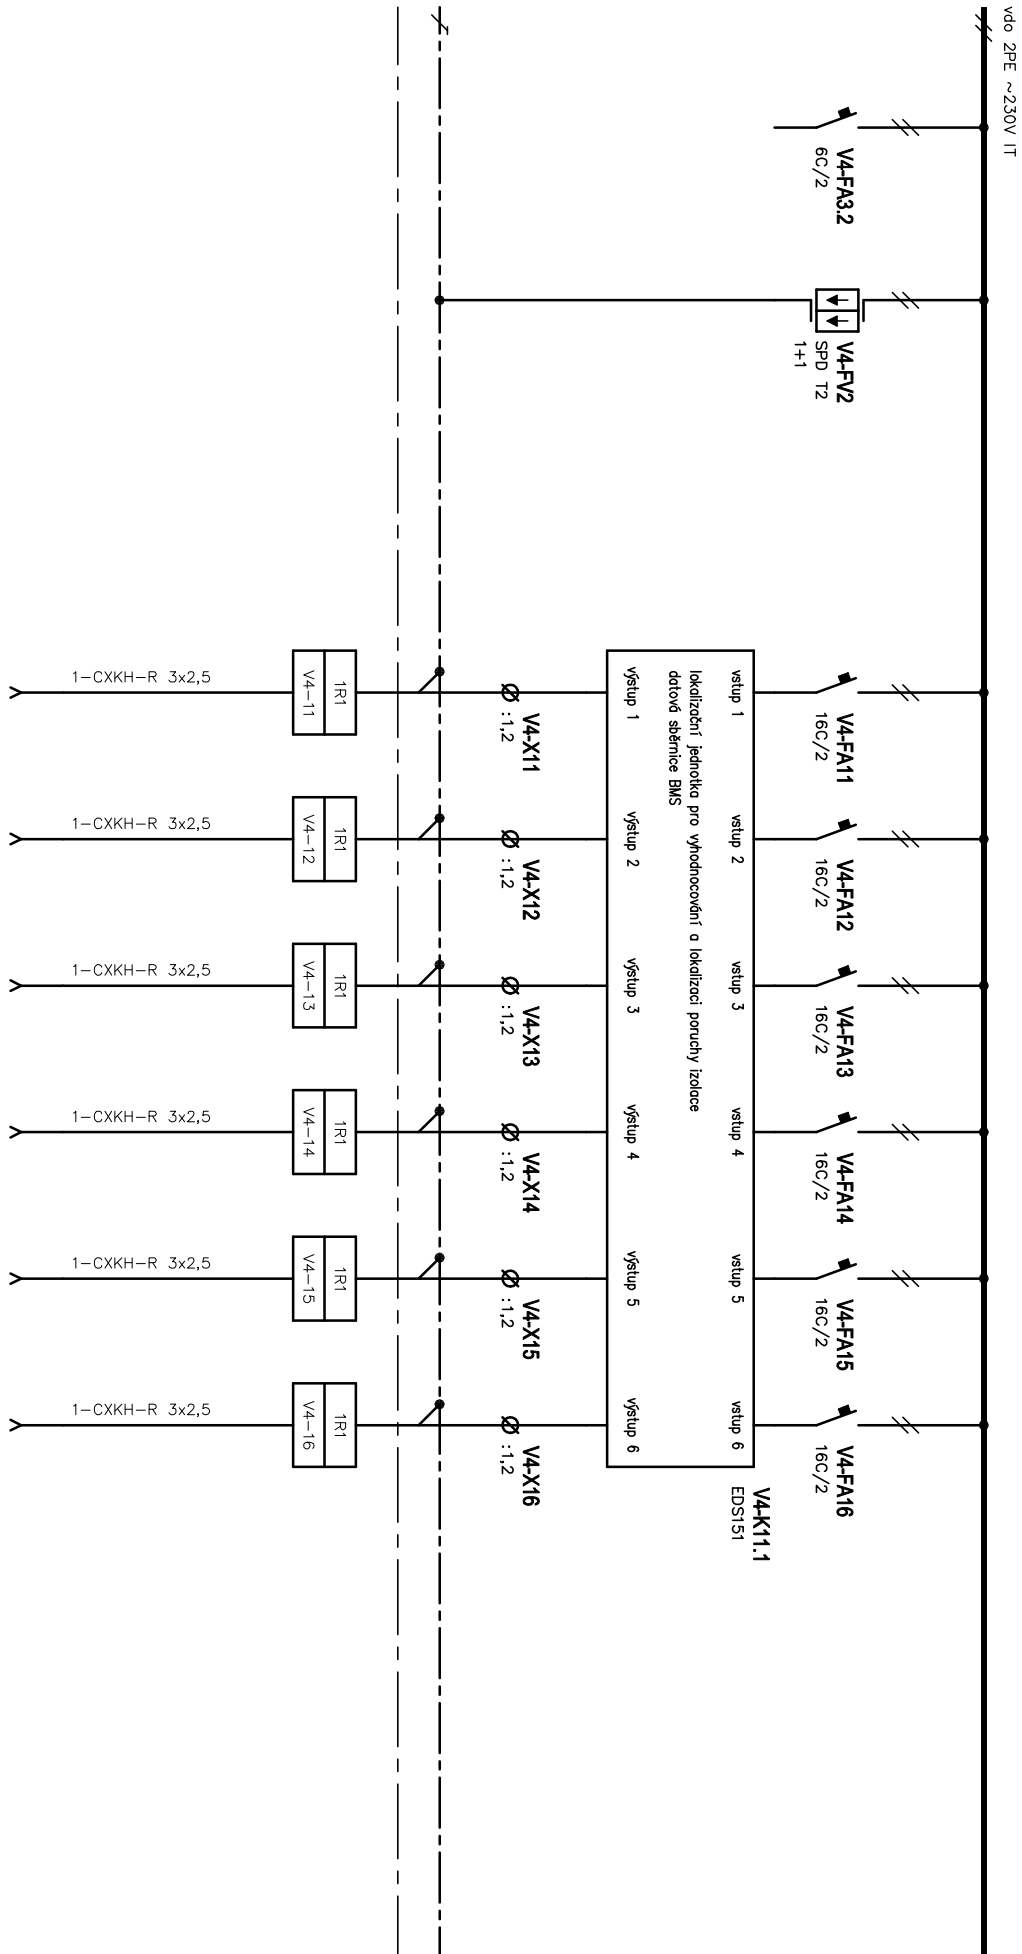 vdo 2PE ~230V IT
V4-FA3.2
6C/2
V4-FV2
SPD T2
1+1
V4-FA11
16C/2
V4-FA12
16C/2
V4-FA13
16C/2
V4-FA14
16C/2
V4-FA15
16C/2
V4-FA16
16C/2
V4-K11.1
EDS151
vstup 1
vstup 2
vstup 3
vstup 4
vstup 5
vstup 6
lokalizační jednotka pro vyhodnocování a lokalizaci poruchy izolace
datová sběrnice BMS
výstup 1
výstup 2
výstup 3
výstup 4
výstup 5
výstup 6
V4-X11
:1,2
V4-X12
:1,2
V4-X13
:1,2
V4-X14
:1,2
V4-X15
:1,2
V4-X16
:1,2
1R1
V4-11
1R1
V4-12
1R1
V4-13
1R1
V4-14
1R1
V4-15
1R1
V4-16
1-CXKH-R 3x2,5
1-CXKH-R 3x2,5
1-CXKH-R 3x2,5
1-CXKH-R 3x2,5
1-CXKH-R 3x2,5
1-CXKH-R 3x2,5